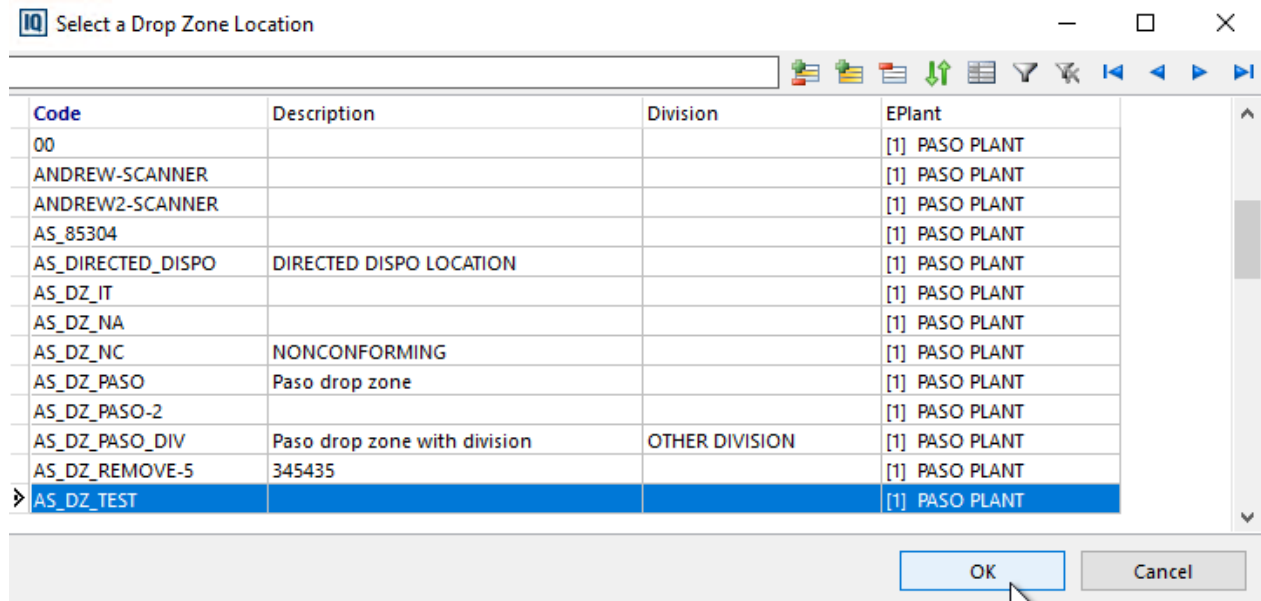 IQ Select a Drop Zone Location
Code Description Division EPlant
00 [1] PASO PLANT
ANDREW-SCANNER [1] PASO PLANT
ANDREW2-SCANNER [1] PASO PLANT
AS_85304 [1] PASO PLANT
AS_DIRECTED_DISPO DIRECTED DISPO LOCATION [1] PASO PLANT
AS_DZ_IT [1] PASO PLANT
AS_DZ_NA [1] PASO PLANT
AS_DZ_NC NONCONFORMING [1] PASO PLANT
AS_DZ_PASO Paso drop zone [1] PASO PLANT
AS_DZ_PASO-2 [1] PASO PLANT
AS_DZ_PASO_DIV Paso drop zone with division OTHER DIVISION [1] PASO PLANT
AS_DZ_REMOVE-5 345435 [1] PASO PLANT
AS_DZ_TEST [1] PASO PLANT
OK Cancel